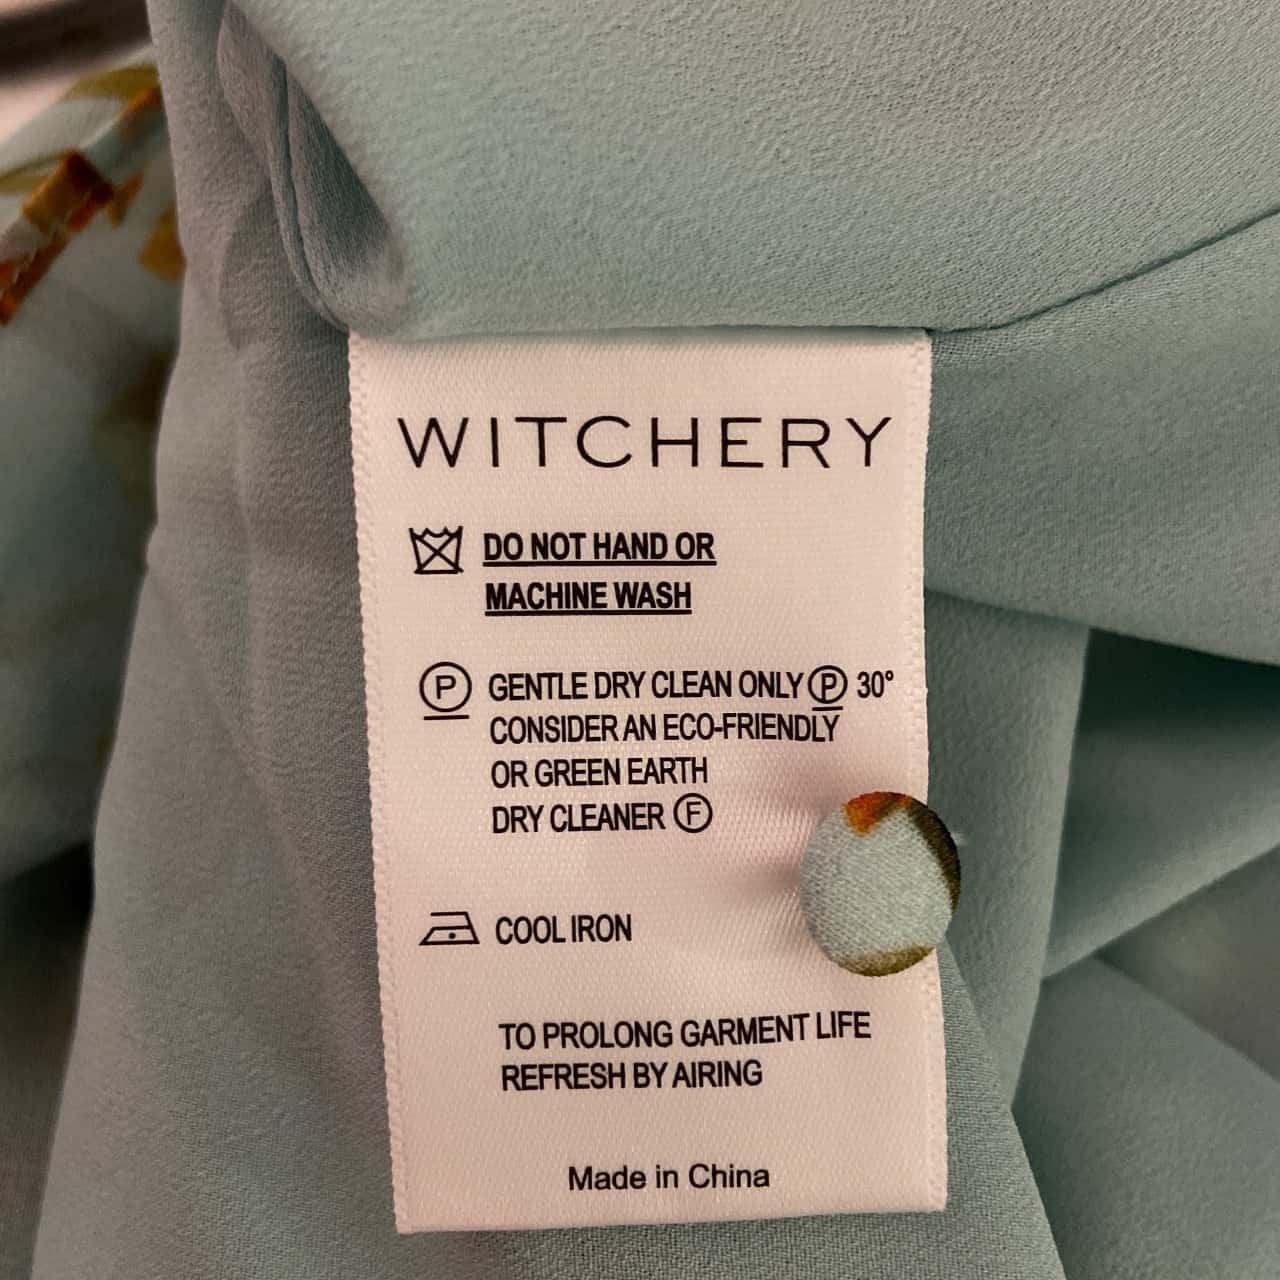 WITCHERY
DO NOT HAND OR
MACHINE WASH
P GENTLE DRY CLEAN ONLY P 30°
CONSIDER AN ECO-FRIENDLY
OR GREEN EARTH
DRY CLEANER F
COOL IRON
TO PROLONG GARMENT LIFE
REFRESH BY AIRING
Made in China